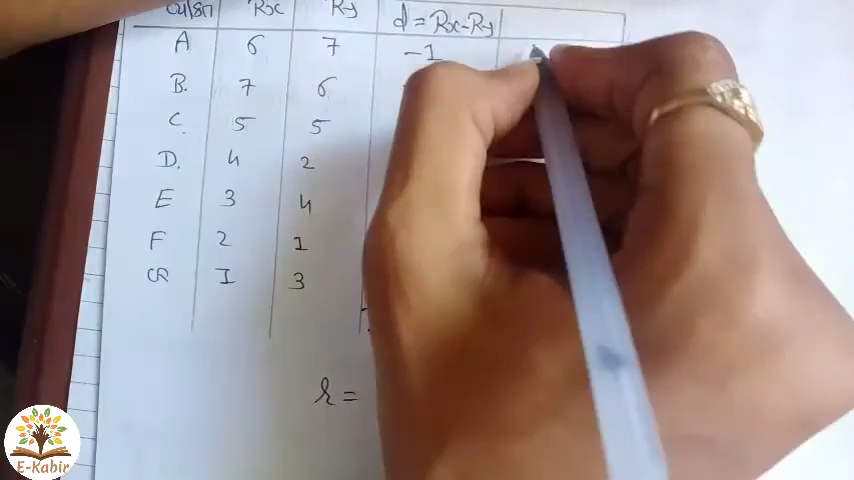 Rx Ry d = Rx-Ry
A 6 7 -1
B. 7 6
C. 5 5
D. 4 2
E 3 4
F 2 1
G 1 3
r =
E-Kabir